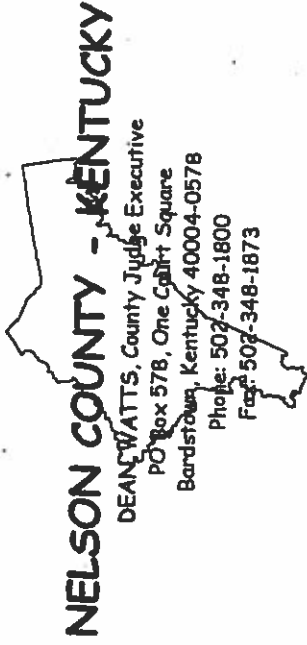 NELSON COUNTY - KENTUCKY
DEAN WATTS, County Judge Executive
PO Box 578, One Court Square
Bardstown, Kentucky 40004-0578
Phone: 502-348-1800
Fax: 502-348-1873